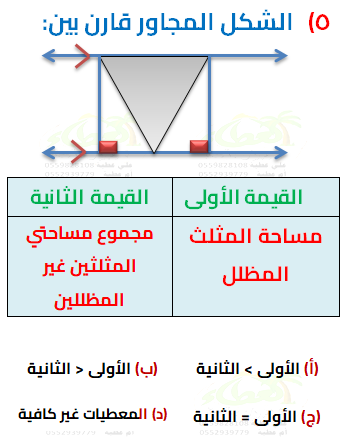 ٥) الشكل المجاور قارن بين:
القيمة الأولى
القيمة الثانية
مساحة المثلث
المظلل
مجموع مساحتي
المثلثين غير
المظللين
(أ) الأولى > الثانية
(ب) الأولى < الثانية
(ج) الأولى = الثانية
(د) المعطيات غير كافية